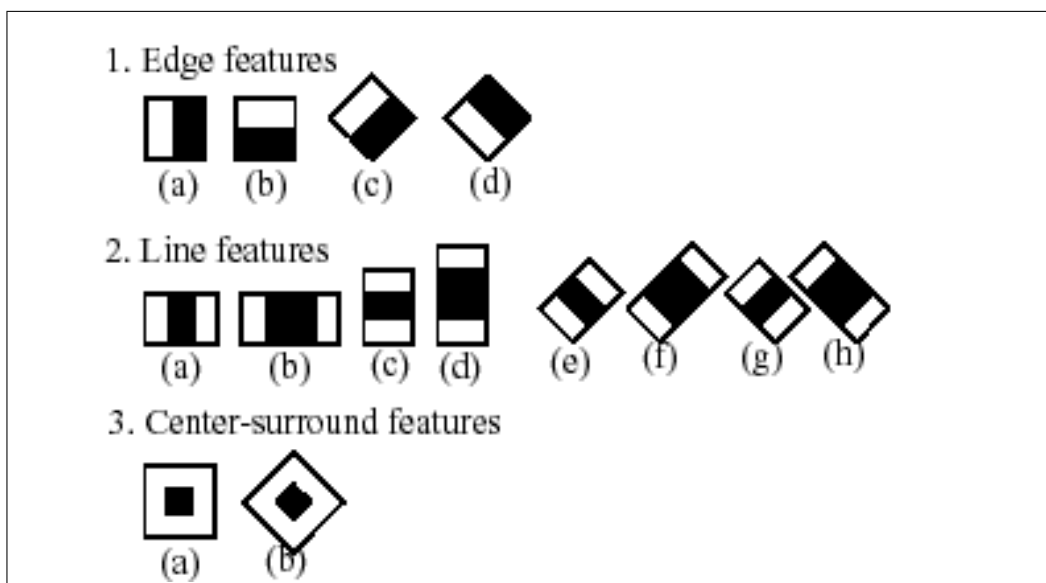 1. Edge features
(a) (b) (c) (d)
2. Line features
(a) (b) (c) (d) (e) (f) (g) (h)
3. Center-surround features
(a) (b)